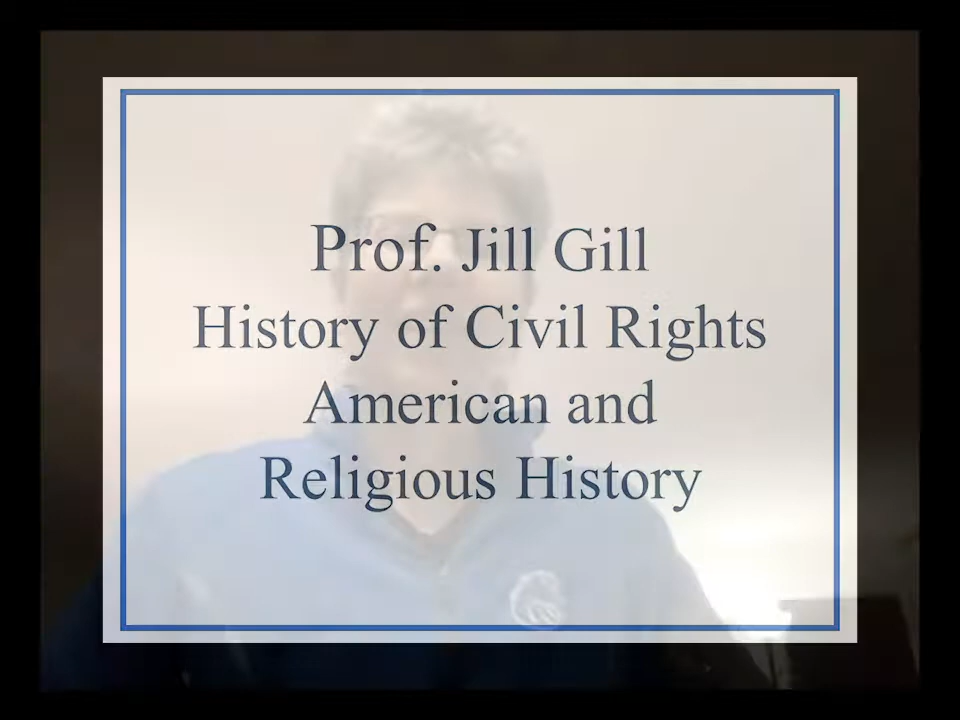 Prof. Jill Gill
History of Civil Rights
American and
Religious History